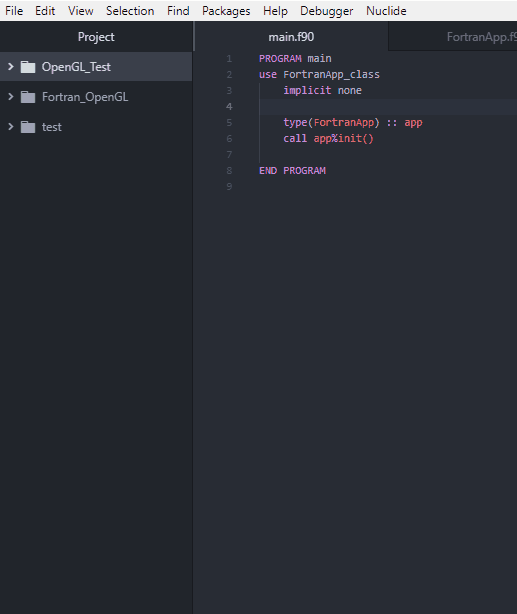 File Edit View Selection Find Packages Help Debugger Nuclide
Project
main.f90
FortranApp.f9
OpenGL_Test
Fortran_OpenGL
test
1 PROGRAM main
2 use FortranApp_class
3 implicit none
4
5 type(FortranApp) :: app
6 call app%init()
7
8 END PROGRAM
9